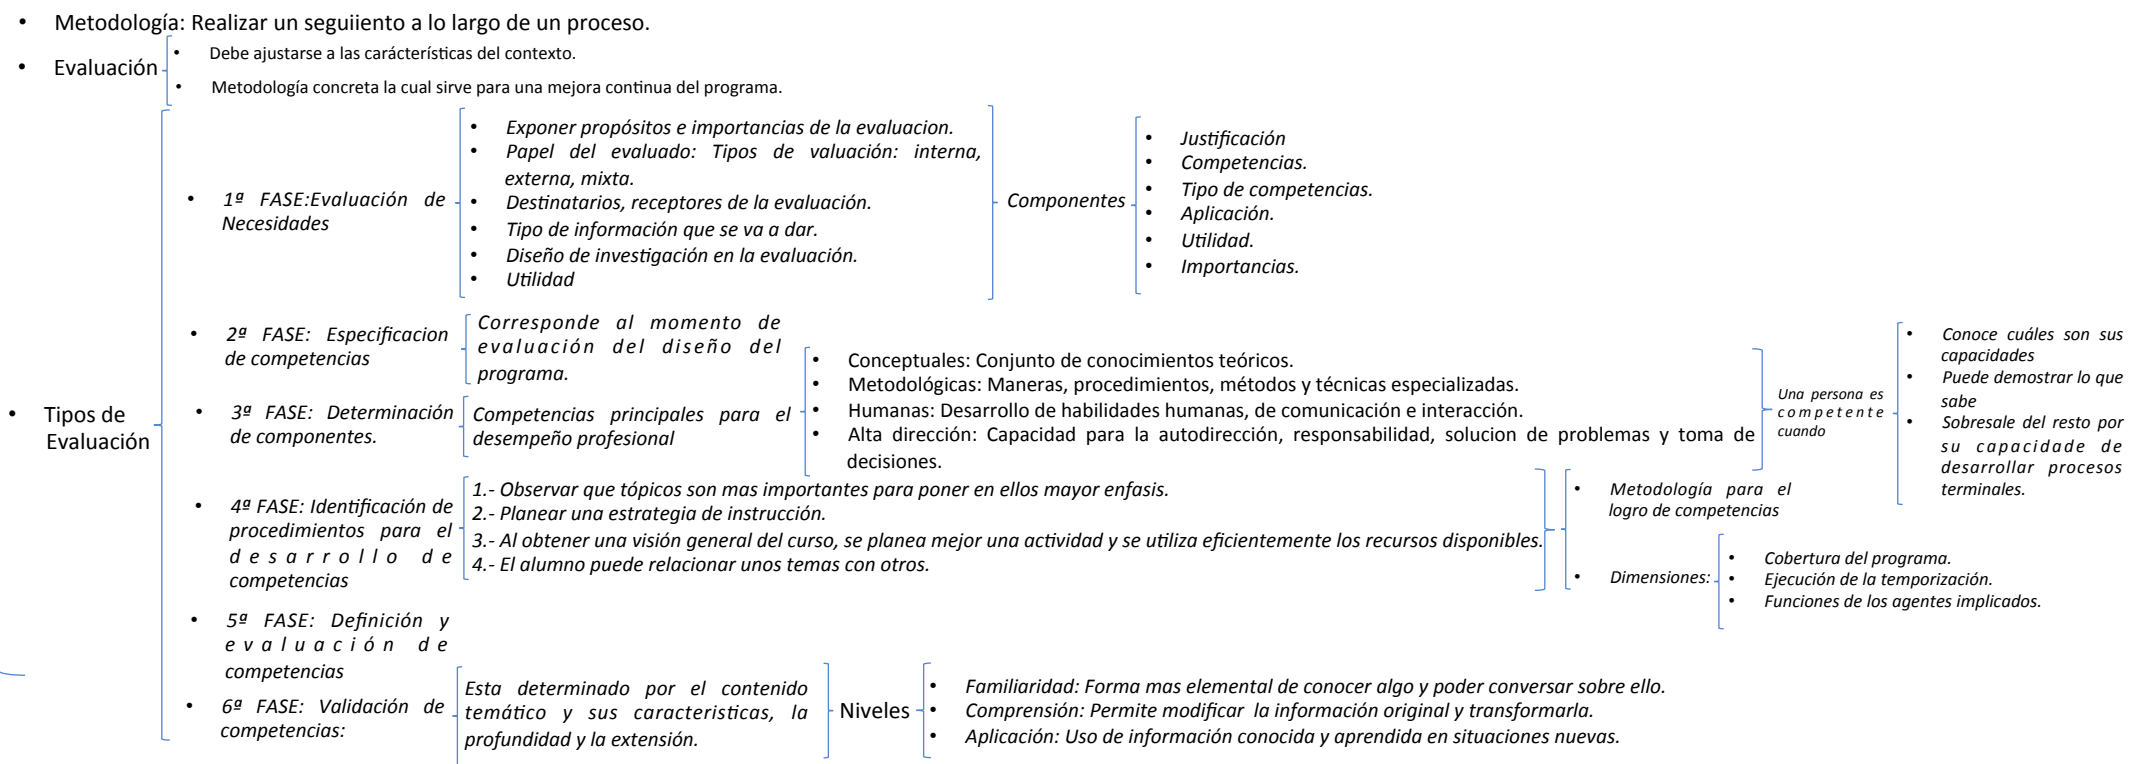 • Metodología: Realizar un seguiiento a lo largo de un proceso.
• Evaluación
• Debe ajustarse a las carácterísticas del contexto.
• Metodología concreta la cual sirve para una mejora continua del programa.
• Tipos de
Evaluación
• 1ª FASE:Evaluación de
Necesidades
• Exponer propósitos e importancias de la evaluacion.
• Papel del evaluado: Tipos de valuación: interna,
externa, mixta.
• Destinatarios, receptores de la evaluación.
• Tipo de información que se va a dar.
• Diseño de investigación en la evaluación.
• Utilidad
Componentes
• Justificación
• Competencias.
• Tipo de competencias.
• Aplicación.
• Utilidad.
• Importancias.
• 2ª FASE: Especificacion
de competencias
Corresponde al momento de
evaluación del diseño del
programa.
• 3ª FASE: Determinación
de componentes.
Competencias principales para el
desempeño profesional
• Conceptuales: Conjunto de conocimientos teóricos.
• Metodológicas: Maneras, procedimientos, métodos y técnicas especializadas.
• Humanas: Desarrollo de habilidades humanas, de comunicación e interacción.
• Alta dirección: Capacidad para la autodirección, responsabilidad, solucion de problemas y toma de
decisiones.
Una persona es
competente
cuando
• Conoce cuáles son sus
capacidades
• Puede demostrar lo que
sabe
• Sobresale del resto por
su capacidade de
desarrollar procesos
terminales.
• 4ª FASE: Identificación de
procedimientos para el
desarrollo de
competencias
1.- Observar que tópicos son mas importantes para poner en ellos mayor enfasis.
2.- Planear una estrategia de instrucción.
3.- Al obtener una visión general del curso, se planea mejor una actividad y se utiliza eficientemente los recursos disponibles.
4.- El alumno puede relacionar unos temas con otros.
• Metodología para el
logro de competencias
• Dimensiones:
• Cobertura del programa.
• Ejecución de la temporización.
• Funciones de los agentes implicados.
• 5ª FASE: Definición y
evaluación de
competencias
• 6ª FASE: Validación de
competencias:
Esta determinado por el contenido
temático y sus caracteristicas, la
profundidad y la extensión.
Niveles
• Familiaridad: Forma mas elemental de conocer algo y poder conversar sobre ello.
• Comprensión: Permite modificar la información original y transformarla.
• Aplicación: Uso de información conocida y aprendida en situaciones nuevas.